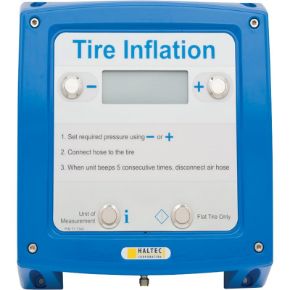 Tire Inflation
− +
1. Set required pressure using − or +
2. Connect hose to the tire
3. When unit beeps 5 consecutive times, disconnect air hose
Unit of Measurement i
Flat Tire Only
HALTEC
CORPORATION